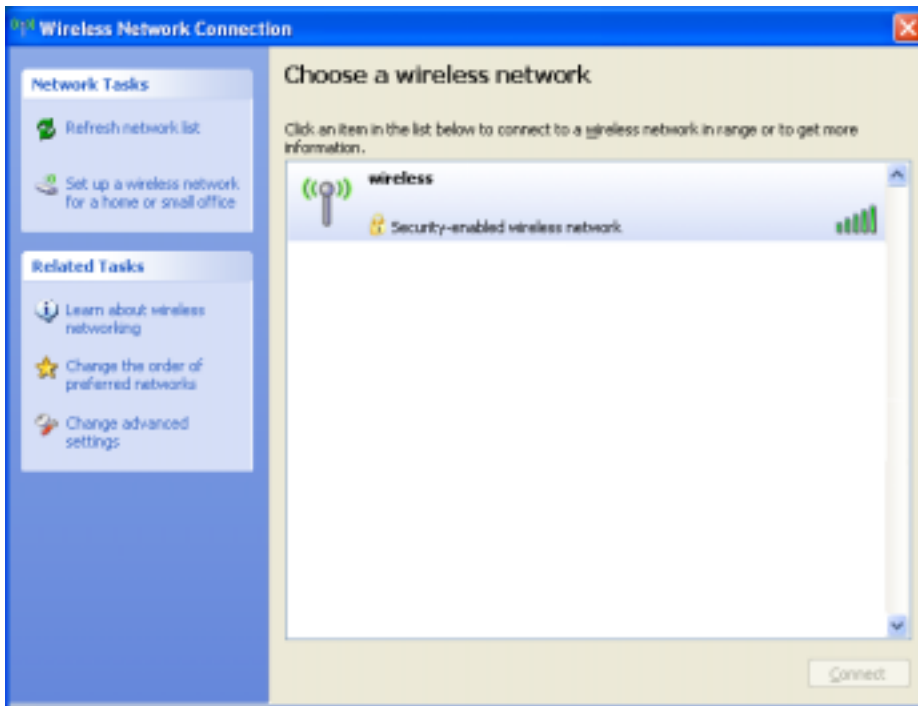 Wireless Network Connection
Network Tasks
Refresh network list
Set up a wireless network
for a home or small office
Related Tasks
Learn about wireless
networking
Change the order of
preferred networks
Change advanced
settings
Choose a wireless network
Click an item in the list below to connect to a wireless network in range or to get more
information.
wireless
Security-enabled wireless network
Connect